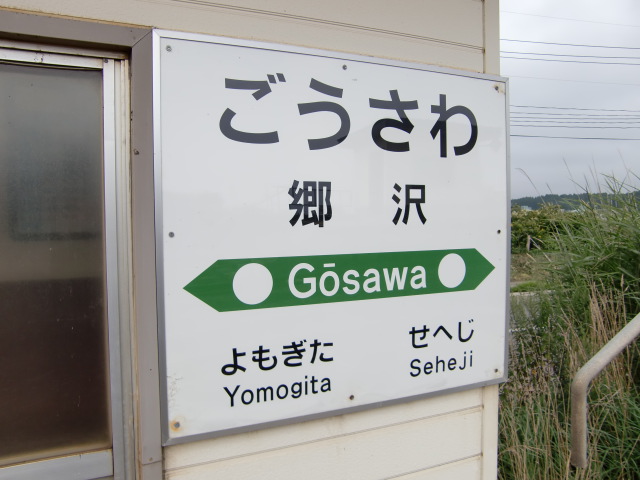 ごうさわ
郷 沢
Gōsawa
よもぎた せへじ
Yomogita Seheji